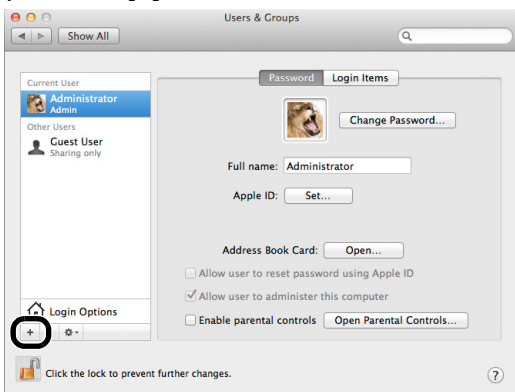 Users & Groups
Show All
Current User
Administrator
Admin
Other Users
Guest User
Sharing only
Login Options
+
Password Login Items
Change Password...
Full name: Administrator
Apple ID: Set...
Address Book Card: Open...
Allow user to reset password using Apple ID
Allow user to administer this computer
Enable parental controls Open Parental Controls...
Click the lock to prevent further changes.
?